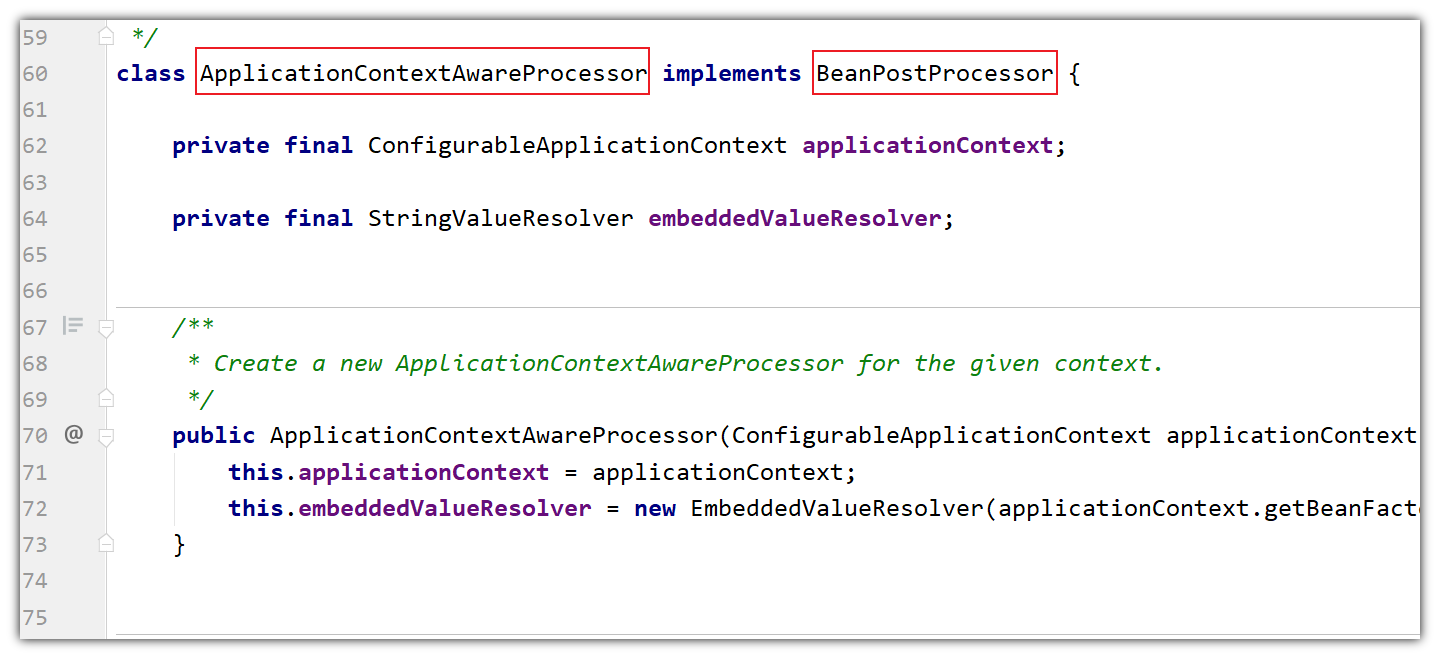 59 */
60 class ApplicationContextAwareProcessor implements BeanPostProcessor {
61
62 private final ConfigurableApplicationContext applicationContext;
63
64 private final StringValueResolver embeddedValueResolver;
65
66
67 /**
68 * Create a new ApplicationContextAwareProcessor for the given context.
69 */
70 @ public ApplicationContextAwareProcessor(ConfigurableApplicationContext applicationContext
71 this.applicationContext = applicationContext;
72 this.embeddedValueResolver = new EmbeddedValueResolver(applicationContext.getBeanFact
73 }
74
75